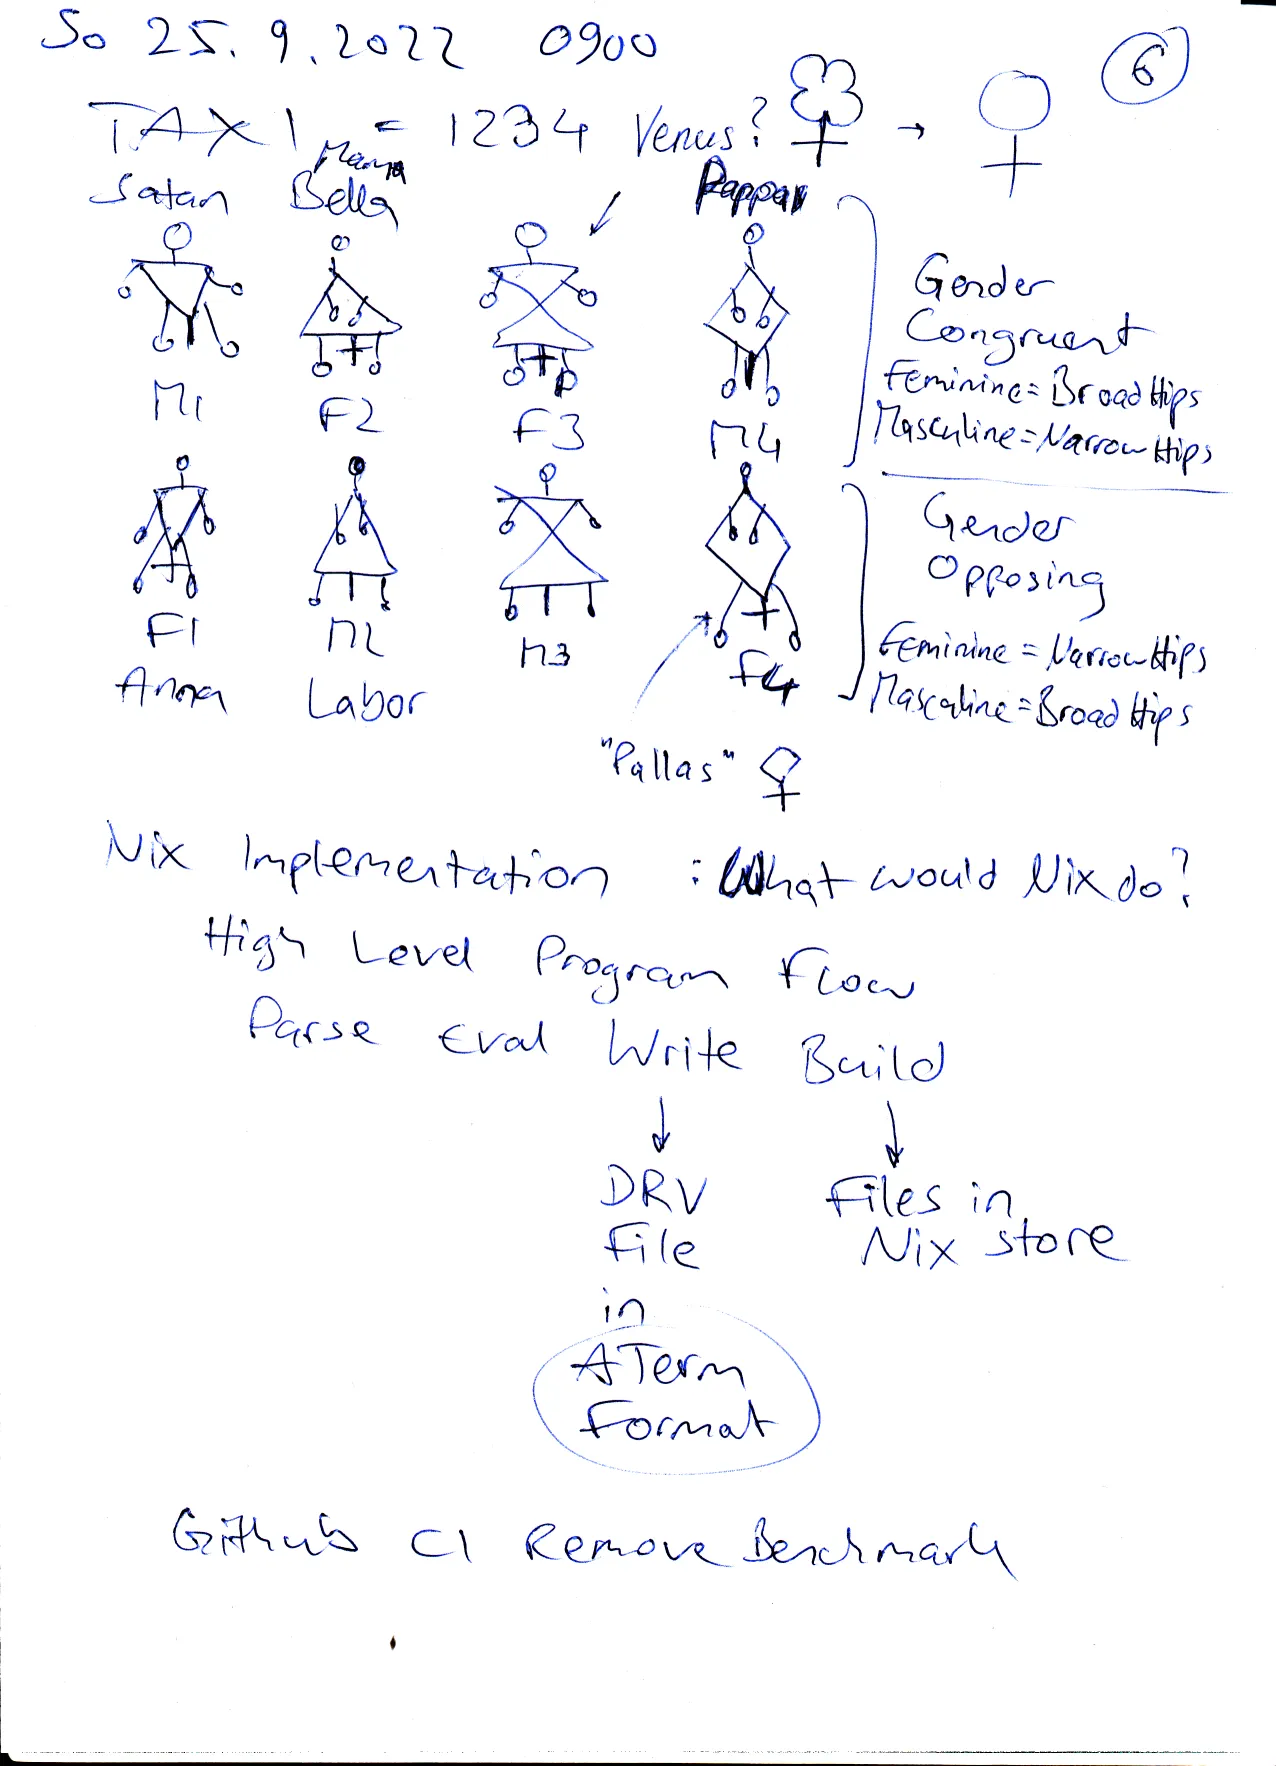 So 25. 9. 2022 0900 6
TAXI = 1234 Venus? →
Satan Mama Bella Pappa
M1 F2 F3 M4
Gender
Congruent
Feminine = Broad Hips
Masculine = Narrow Hips
F1 M2 M3 F4
Anna Labor
Gender
Opposing
Feminine = Narrow Hips
Masculine = Broad Hips
"Pallas"
Nix Implementation : What would Nix do?
High Level Program Flow
Parse Eval Write Build
DRV
File
in
ATerm
Format
Files in
Nix store
Github CI Remove Benchmark